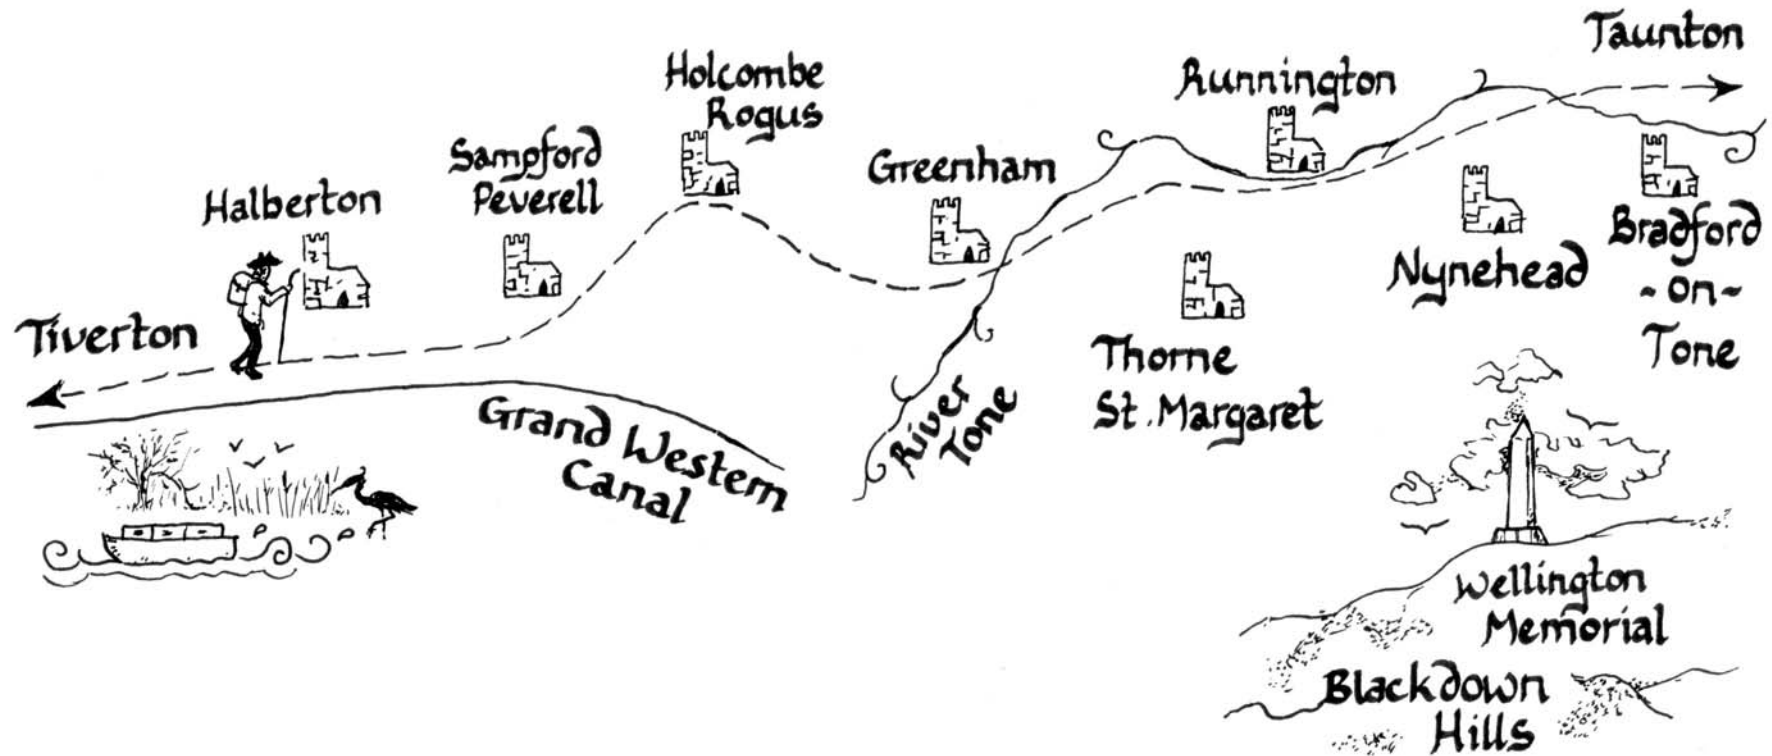 Taunton
Holcombe
Rogus
Runnington
Sampford
Peverell
Greenham
Halberton
Bradford
-on-
Tone
Nynehead
Tiverton
Thorne
St. Margaret
Grand Western
Canal
River
Tone
Wellington
Memorial
Blackdown
Hills